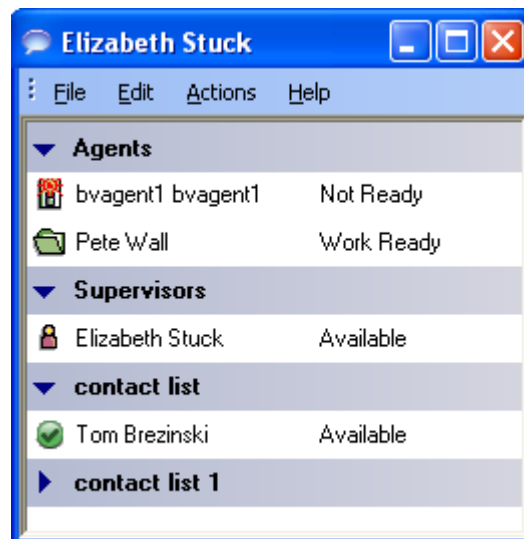 Elizabeth Stuck
File Edit Actions Help
Agents
bvagent1 bvagent1 Not Ready
Pete Wall Work Ready
Supervisors
Elizabeth Stuck Available
contact list
Tom Brezinski Available
contact list 1